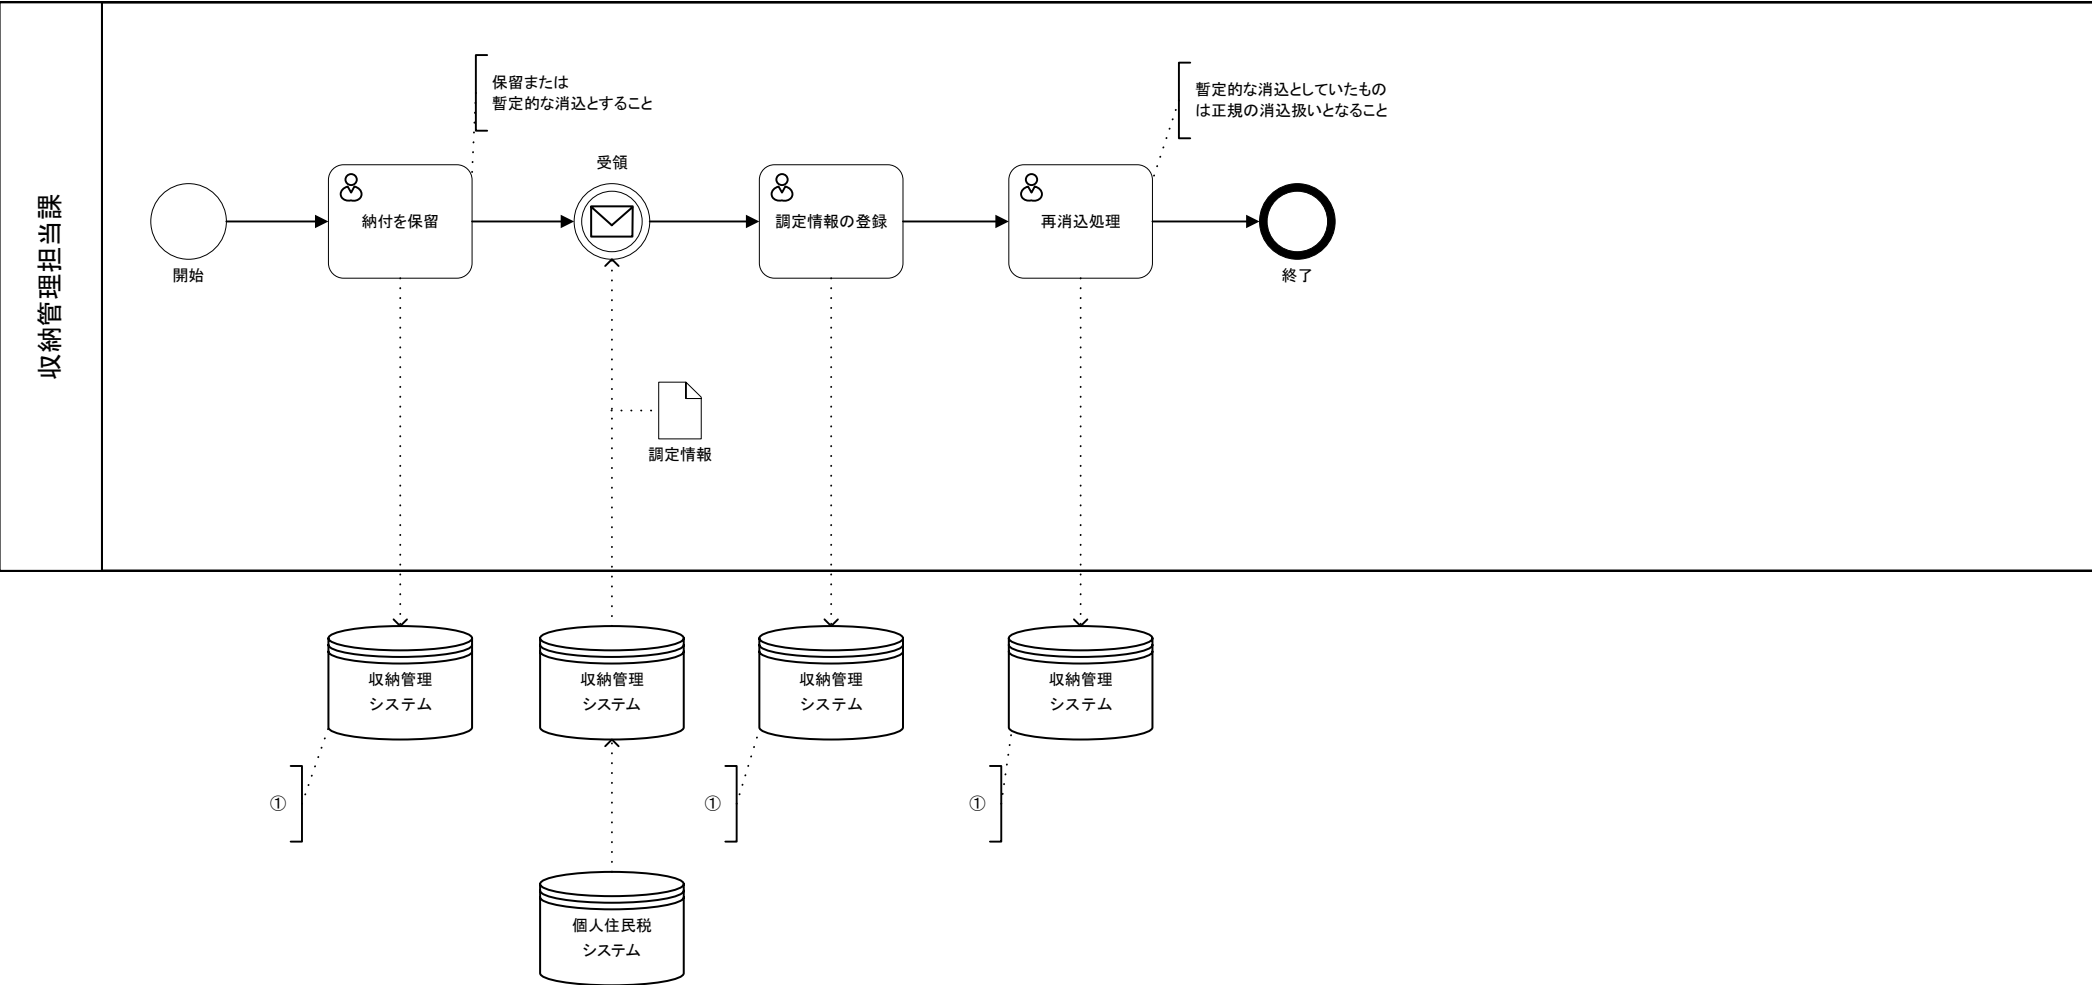 収納管理担当課
保留または
暫定的な消込とすること
暫定的な消込としていたもの
は正規の消込扱いとなること
受領
納付を保留
調定情報の登録
再消込処理
開始
終了
調定情報
収納管理
システム
収納管理
システム
収納管理
システム
収納管理
システム
①
①
①
個人住民税
システム